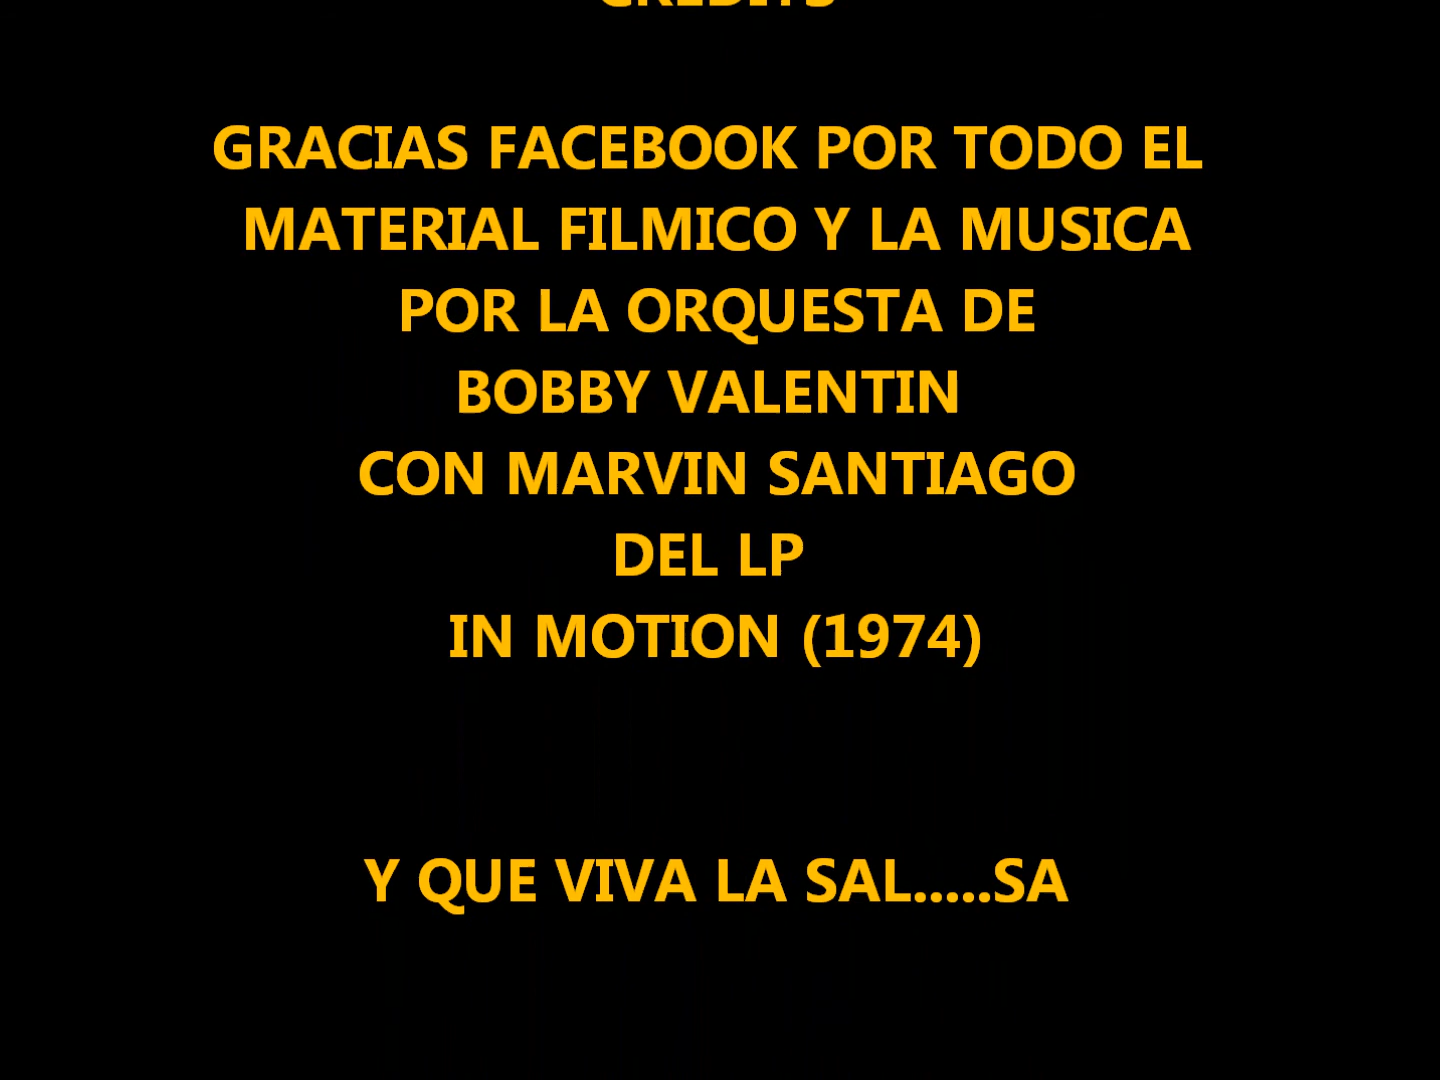 CREDITS
GRACIAS FACEBOOK POR TODO EL
MATERIAL FILMICO Y LA MUSICA
POR LA ORQUESTA DE
BOBBY VALENTIN
CON MARVIN SANTIAGO
DEL LP
IN MOTION (1974)
Y QUE VIVA LA SAL.....SA